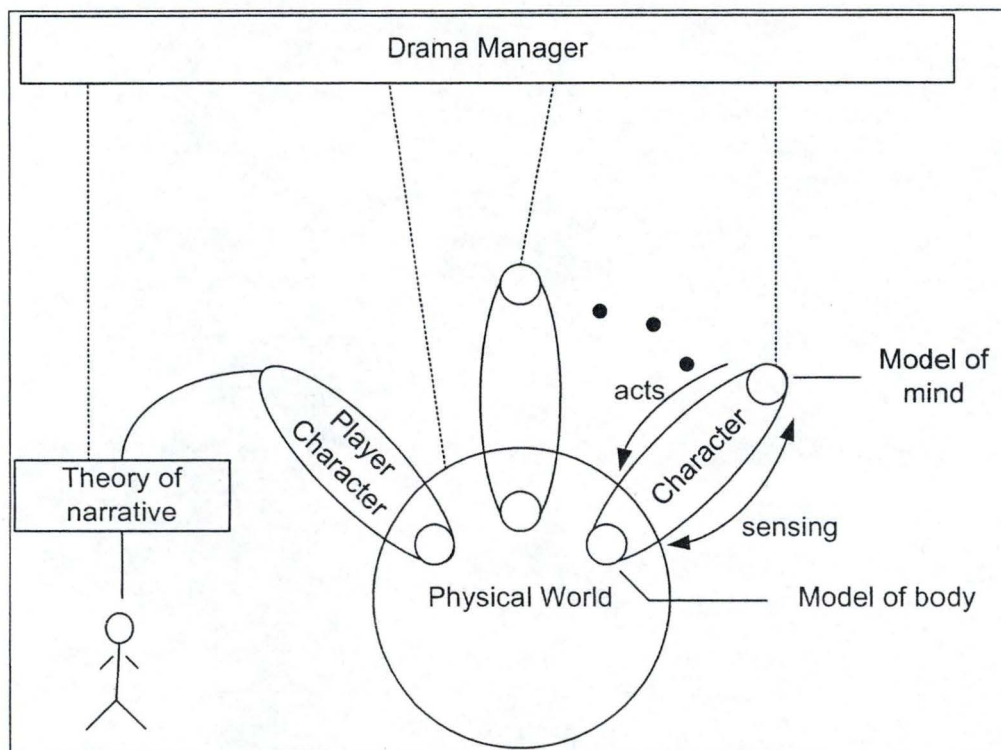 Drama Manager
acts
Model of
mind
Player
Character
Character
Theory of
narrative
sensing
Physical World
Model of body